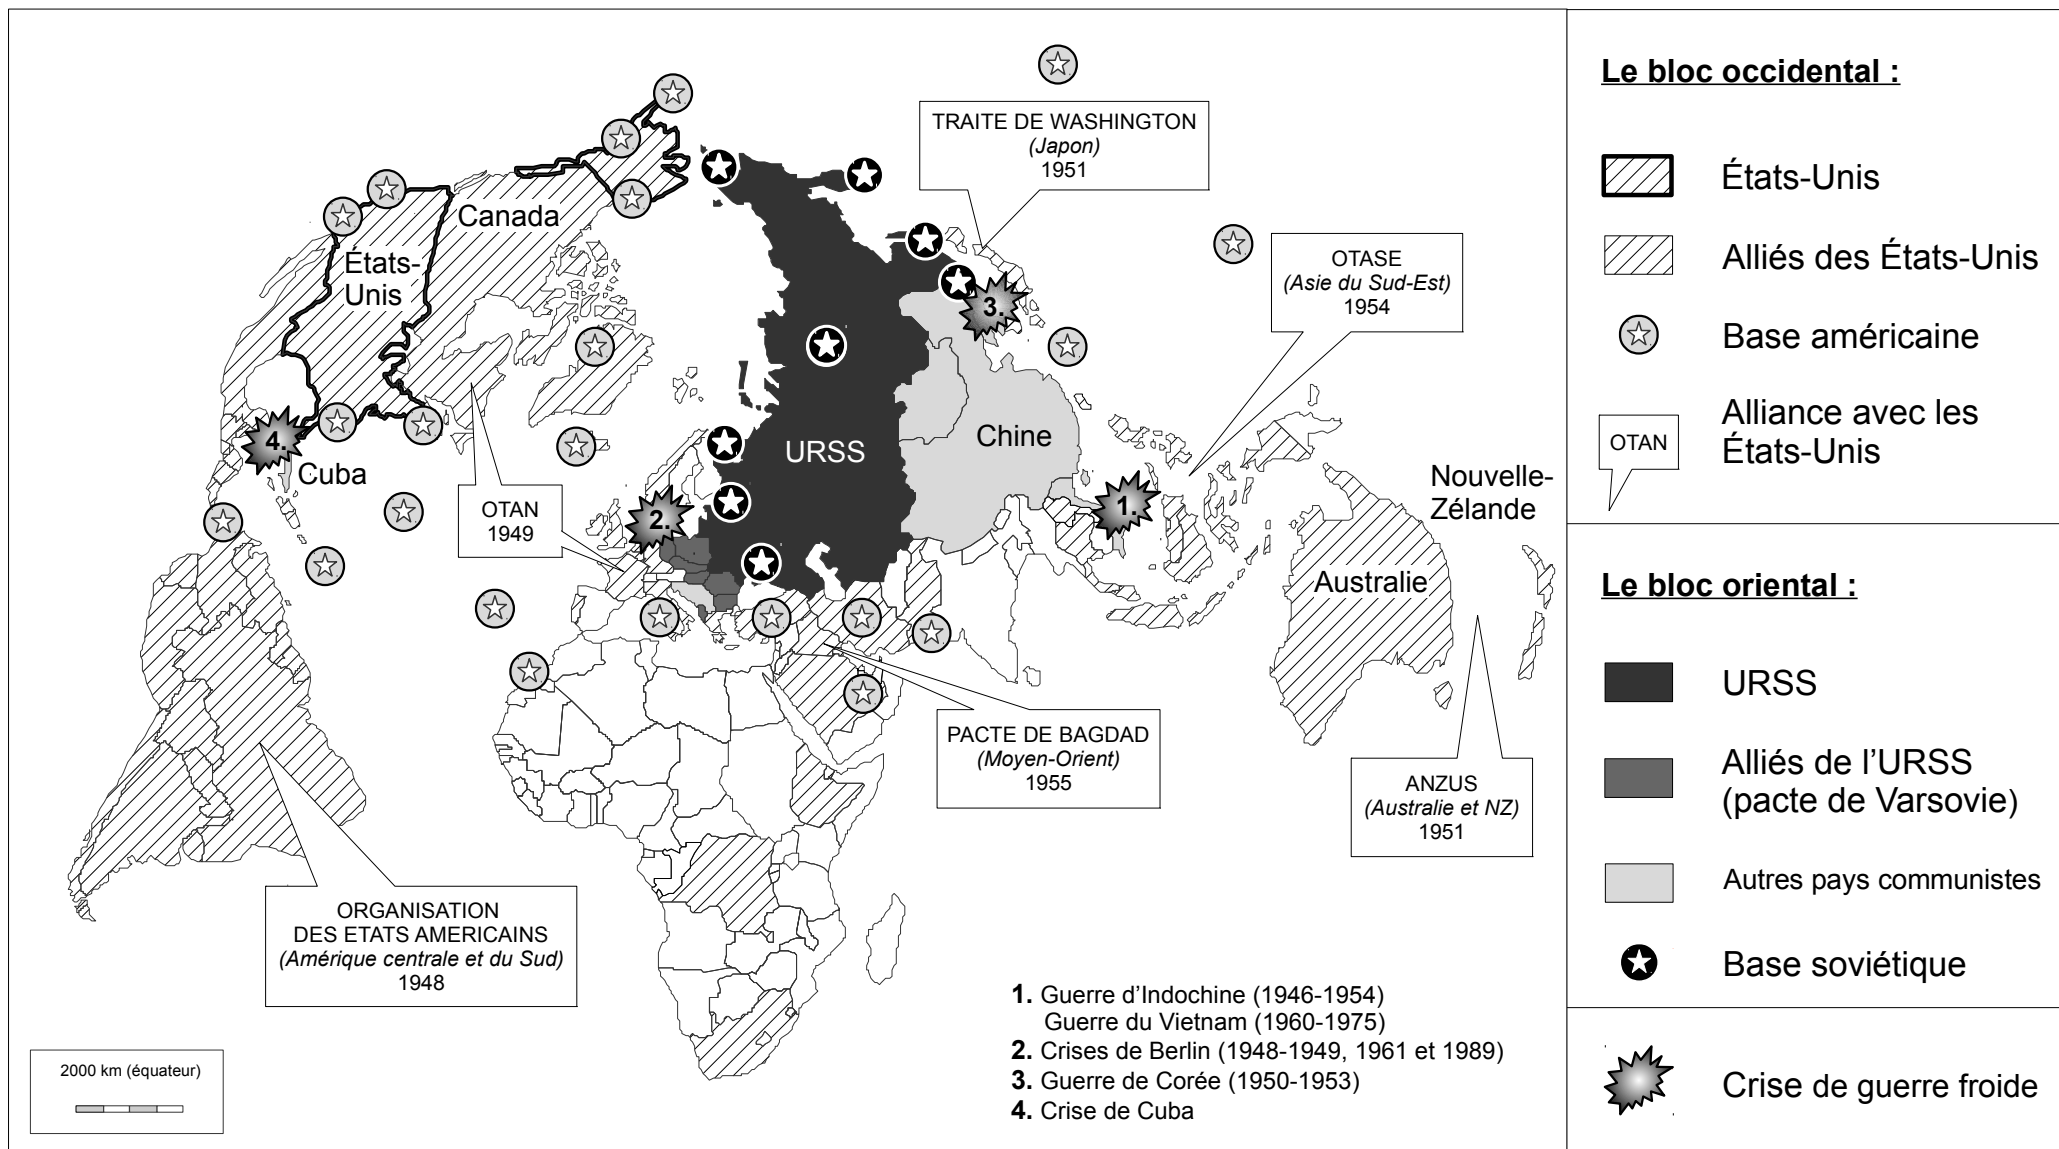 TRAITE DE WASHINGTON
(Japon)
1951
Canada
États-
Unis
OTASE
(Asie du Sud-Est)
1954
3.
4.
Cuba
URSS
Chine
OTAN
1949
2.
1.
Nouvelle-
Zélande
Australie
PACTE DE BAGDAD
(Moyen-Orient)
1955
ANZUS
(Australie et NZ)
1951
ORGANISATION
DES ETATS AMERICAINS
(Amérique centrale et du Sud)
1948
2000 km (équateur)
1. Guerre d’Indochine (1946-1954)
Guerre du Vietnam (1960-1975)
2. Crises de Berlin (1948-1949, 1961 et 1989)
3. Guerre de Corée (1950-1953)
4. Crise de Cuba
Le bloc occidental :
États-Unis
Alliés des États-Unis
Base américaine
OTAN
Alliance avec les
États-Unis
Le bloc oriental :
URSS
Alliés de l’URSS
(pacte de Varsovie)
Autres pays communistes
Base soviétique
Crise de guerre froide